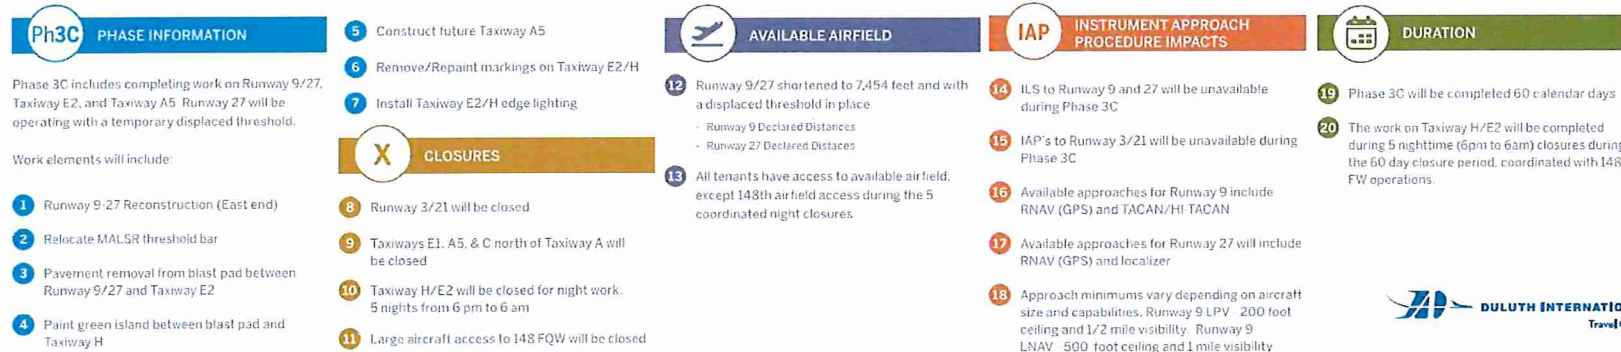 Ph3C PHASE INFORMATION
Phase 3C includes completing work on Runway 9/27,
Taxiway E2, and Taxiway A5. Runway 27 will be
operating with a temporary displaced threshold.
Work elements will include:
1 Runway 9-27 Reconstruction (East end)
2 Relocate MALSR threshold bar
3 Pavement removal from blast pad between
Runway 9/27 and Taxiway E2
4 Paint green island between blast pad and
Taxiway H
5 Construct future Taxiway A5
6 Remove/Repaint markings on Taxiway E2/H
7 Install Taxiway E2/H edge lighting
X CLOSURES
8 Runway 3/21 will be closed
9 Taxiways E1, A5, & C north of Taxiway A will
be closed
10 Taxiway H/E2 will be closed for night work.
5 nights from 6 pm to 6 am
11 Large aircraft access to 148 FQW will be closed
AVAILABLE AIRFIELD
12 Runway 9/27 shortened to 7,454 feet and with
a displaced threshold in place
- Runway 9 Declared Distances
- Runway 27 Declared Distaces
13 All tenants have access to available airfield,
except 148th airfield access during the 5
coordinated night closures
IAP INSTRUMENT APPROACH
PROCEDURE IMPACTS
14 ILS to Runway 9 and 27 will be unavailable
during Phase 3C
15 IAP's to Runway 3/21 will be unavailable during
Phase 3C
16 Available approaches for Runway 9 include
RNAV (GPS) and TACAN/HI-TACAN
17 Available approaches for Runway 27 will include
RNAV (GPS) and localizer
18 Approach minimums vary depending on aircraft
size and capabilities. Runway 9 LPV - 200 foot
ceiling and 1/2 mile visibility. Runway 9
LNAV - 500 foot ceiling and 1 mile visibility
DURATION
19 Phase 3C will be completed 60 calendar days
20 The work on Taxiway H/E2 will be completed
during 5 nighttime (6pm to 6am) closures during
the 60 day closure period, coordinated with 148
FW operations.
DULUTH INTERNATIO
Travel